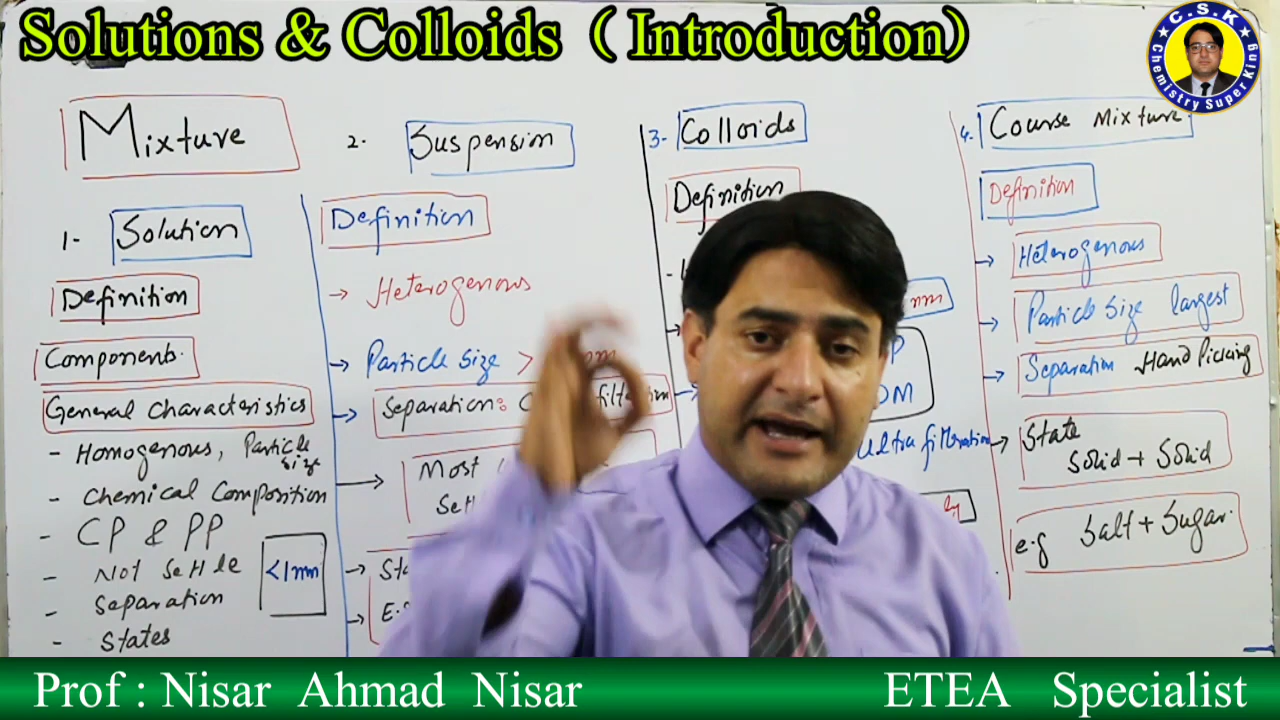 Solutions & Colloids ( Introduction)
C.S.K
Chemistry Super King
Mixture
1- Solution
Definition
Components.
General characteristics
- Homogenous, Particle size
- Chemical Composition
- CP & PP
- Not Settle
- Separation
- States
<1nm
2- Suspension
Definition
→ Heterogenous
→ Particle Size >
→ Separation:
→ Most
→
→
3- Colloids
Definition
nm
Ultra filtration
4- Course Mixture
Definition
→ Heterogenous
→ Particle Size largest
→ Separation Hand Picking
→ State
Solid + Solid
e.g Salt + Sugar.
Prof : Nisar Ahmad Nisar
ETEA Specialist